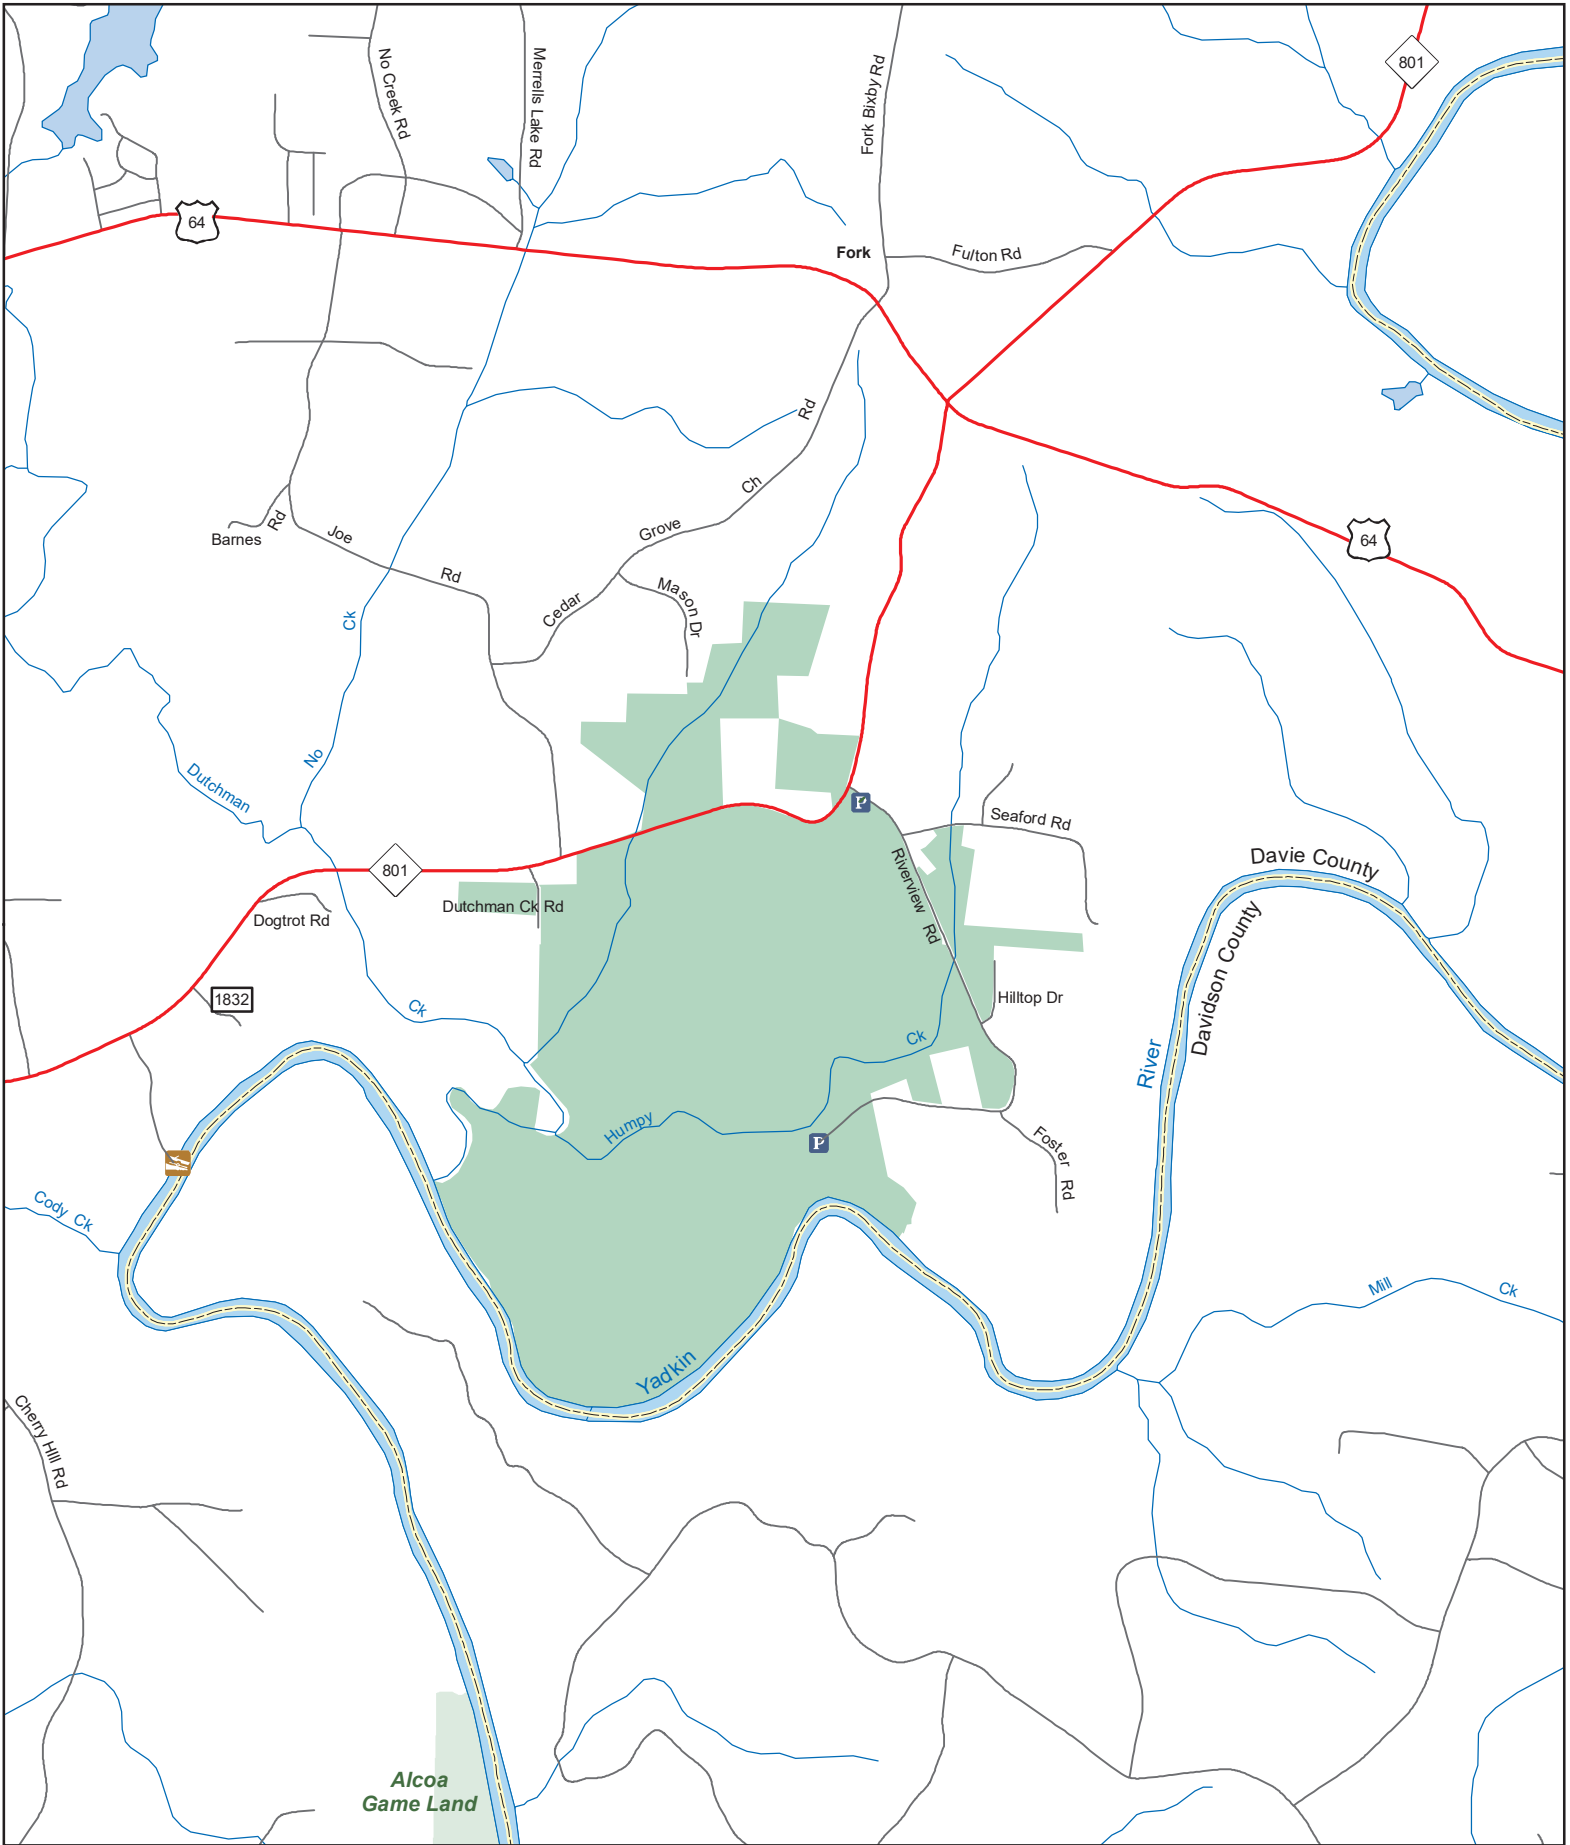 801
No Creek Rd
Merrells Lake Rd
Fork Bixby Rd
64
Fork
Fulton Rd
Rd
Ch
Grove
Cedar
Mason Dr
64
Barnes Rd
Joe
Rd
Ck
No
Dutchman
P
Seaford Rd
Riverview Rd
Davie County
Davidson County
801
Dutchman Ck Rd
Dogtrot Rd
1832
Ck
Hilltop Dr
Ck
Humpy
P
Foster Rd
River
Cody Ck
Mill
Ck
Yadkin
Cherry Hill Rd
Alcoa
Game Land